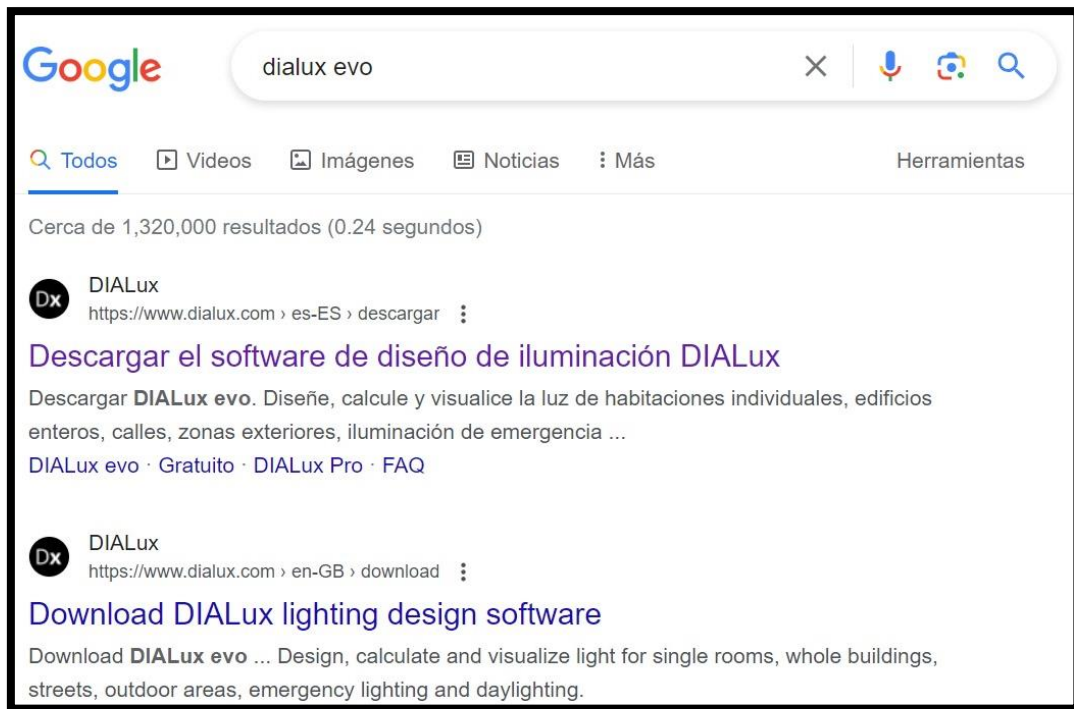 Google
dialux evo
Todos Videos Imágenes Noticias Más Herramientas
Cerca de 1,320,000 resultados (0.24 segundos)
Dx
DIALux
https://www.dialux.com › es-ES › descargar
Descargar el software de diseño de iluminación DIALux
Descargar DIALux evo. Diseñe, calcule y visualice la luz de habitaciones individuales, edificios
enteros, calles, zonas exteriores, iluminación de emergencia ...
DIALux evo · Gratuito · DIALux Pro · FAQ
Dx
DIALux
https://www.dialux.com › en-GB › download
Download DIALux lighting design software
Download DIALux evo ... Design, calculate and visualize light for single rooms, whole buildings,
streets, outdoor areas, emergency lighting and daylighting.